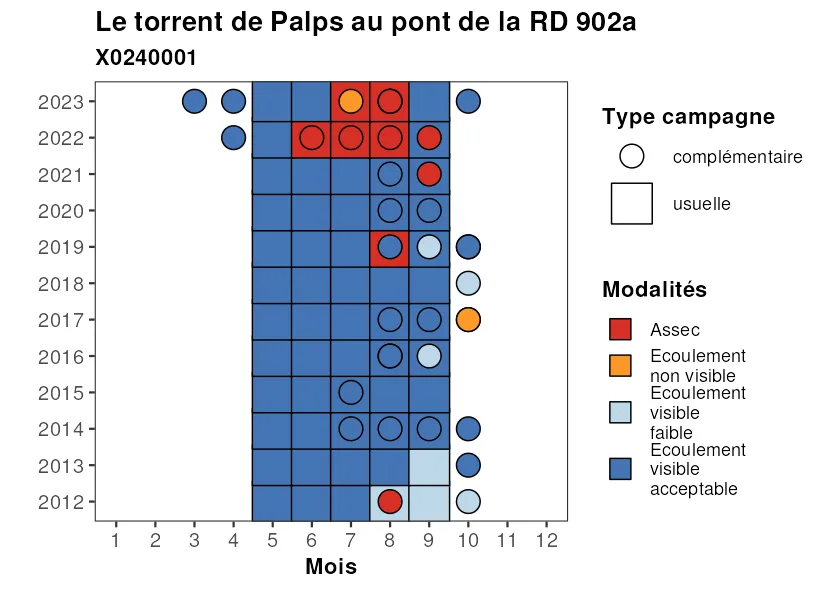 Le torrent de Palps au pont de la RD 902a
X0240001
2023
2022
2021
2020
2019
2018
2017
2016
2015
2014
2013
2012
1 2 3 4 5 6 7 8 9 10 11 12
Mois
Type campagne
complémentaire
usuelle
Modalités
Assec
Ecoulement
non visible
Ecoulement
visible
faible
Ecoulement
visible
acceptable